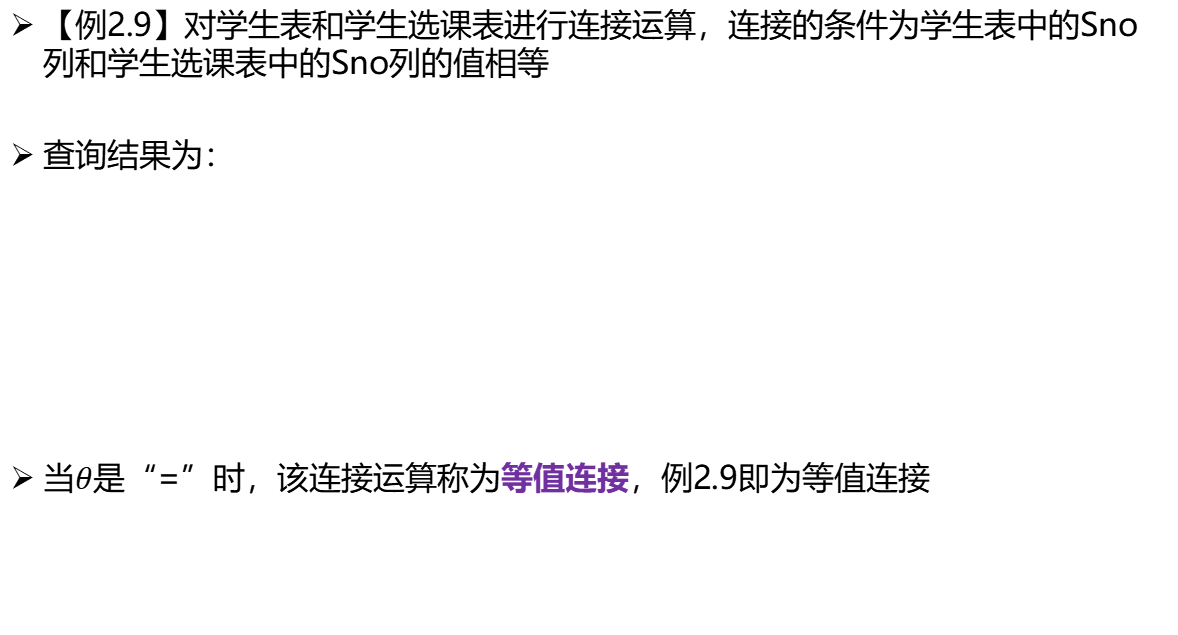 ➢ 【例2.9】对学生表和学生选课表进行连接运算，连接的条件为学生表中的Sno
列和学生选课表中的Sno列的值相等
➢ 查询结果为：
➢ 当θ是“=”时，该连接运算称为等值连接，例2.9即为等值连接